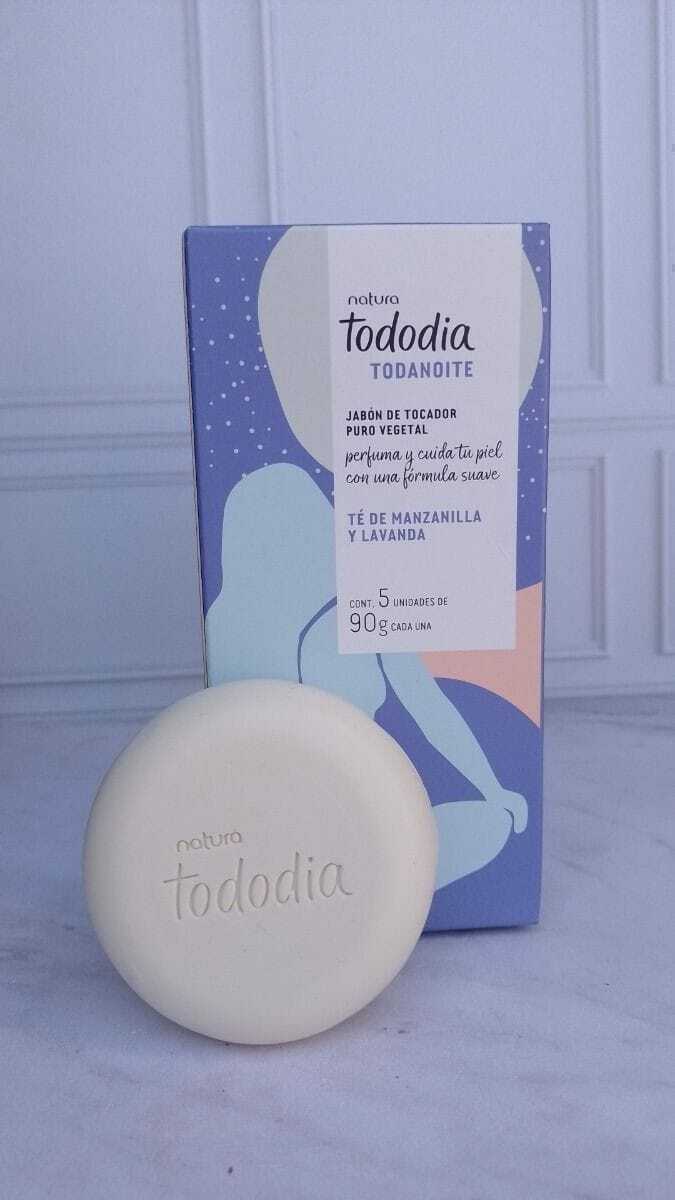 natura
tododia
TODANOITE
JABÓN DE TOCADOR
PURO VEGETAL
perfuma y cuida tu piel
con una fórmula suave
TÉ DE MANZANILLA
Y LAVANDA
CONT. 5 UNIDADES DE
90g CADA UNA
natura
tododia